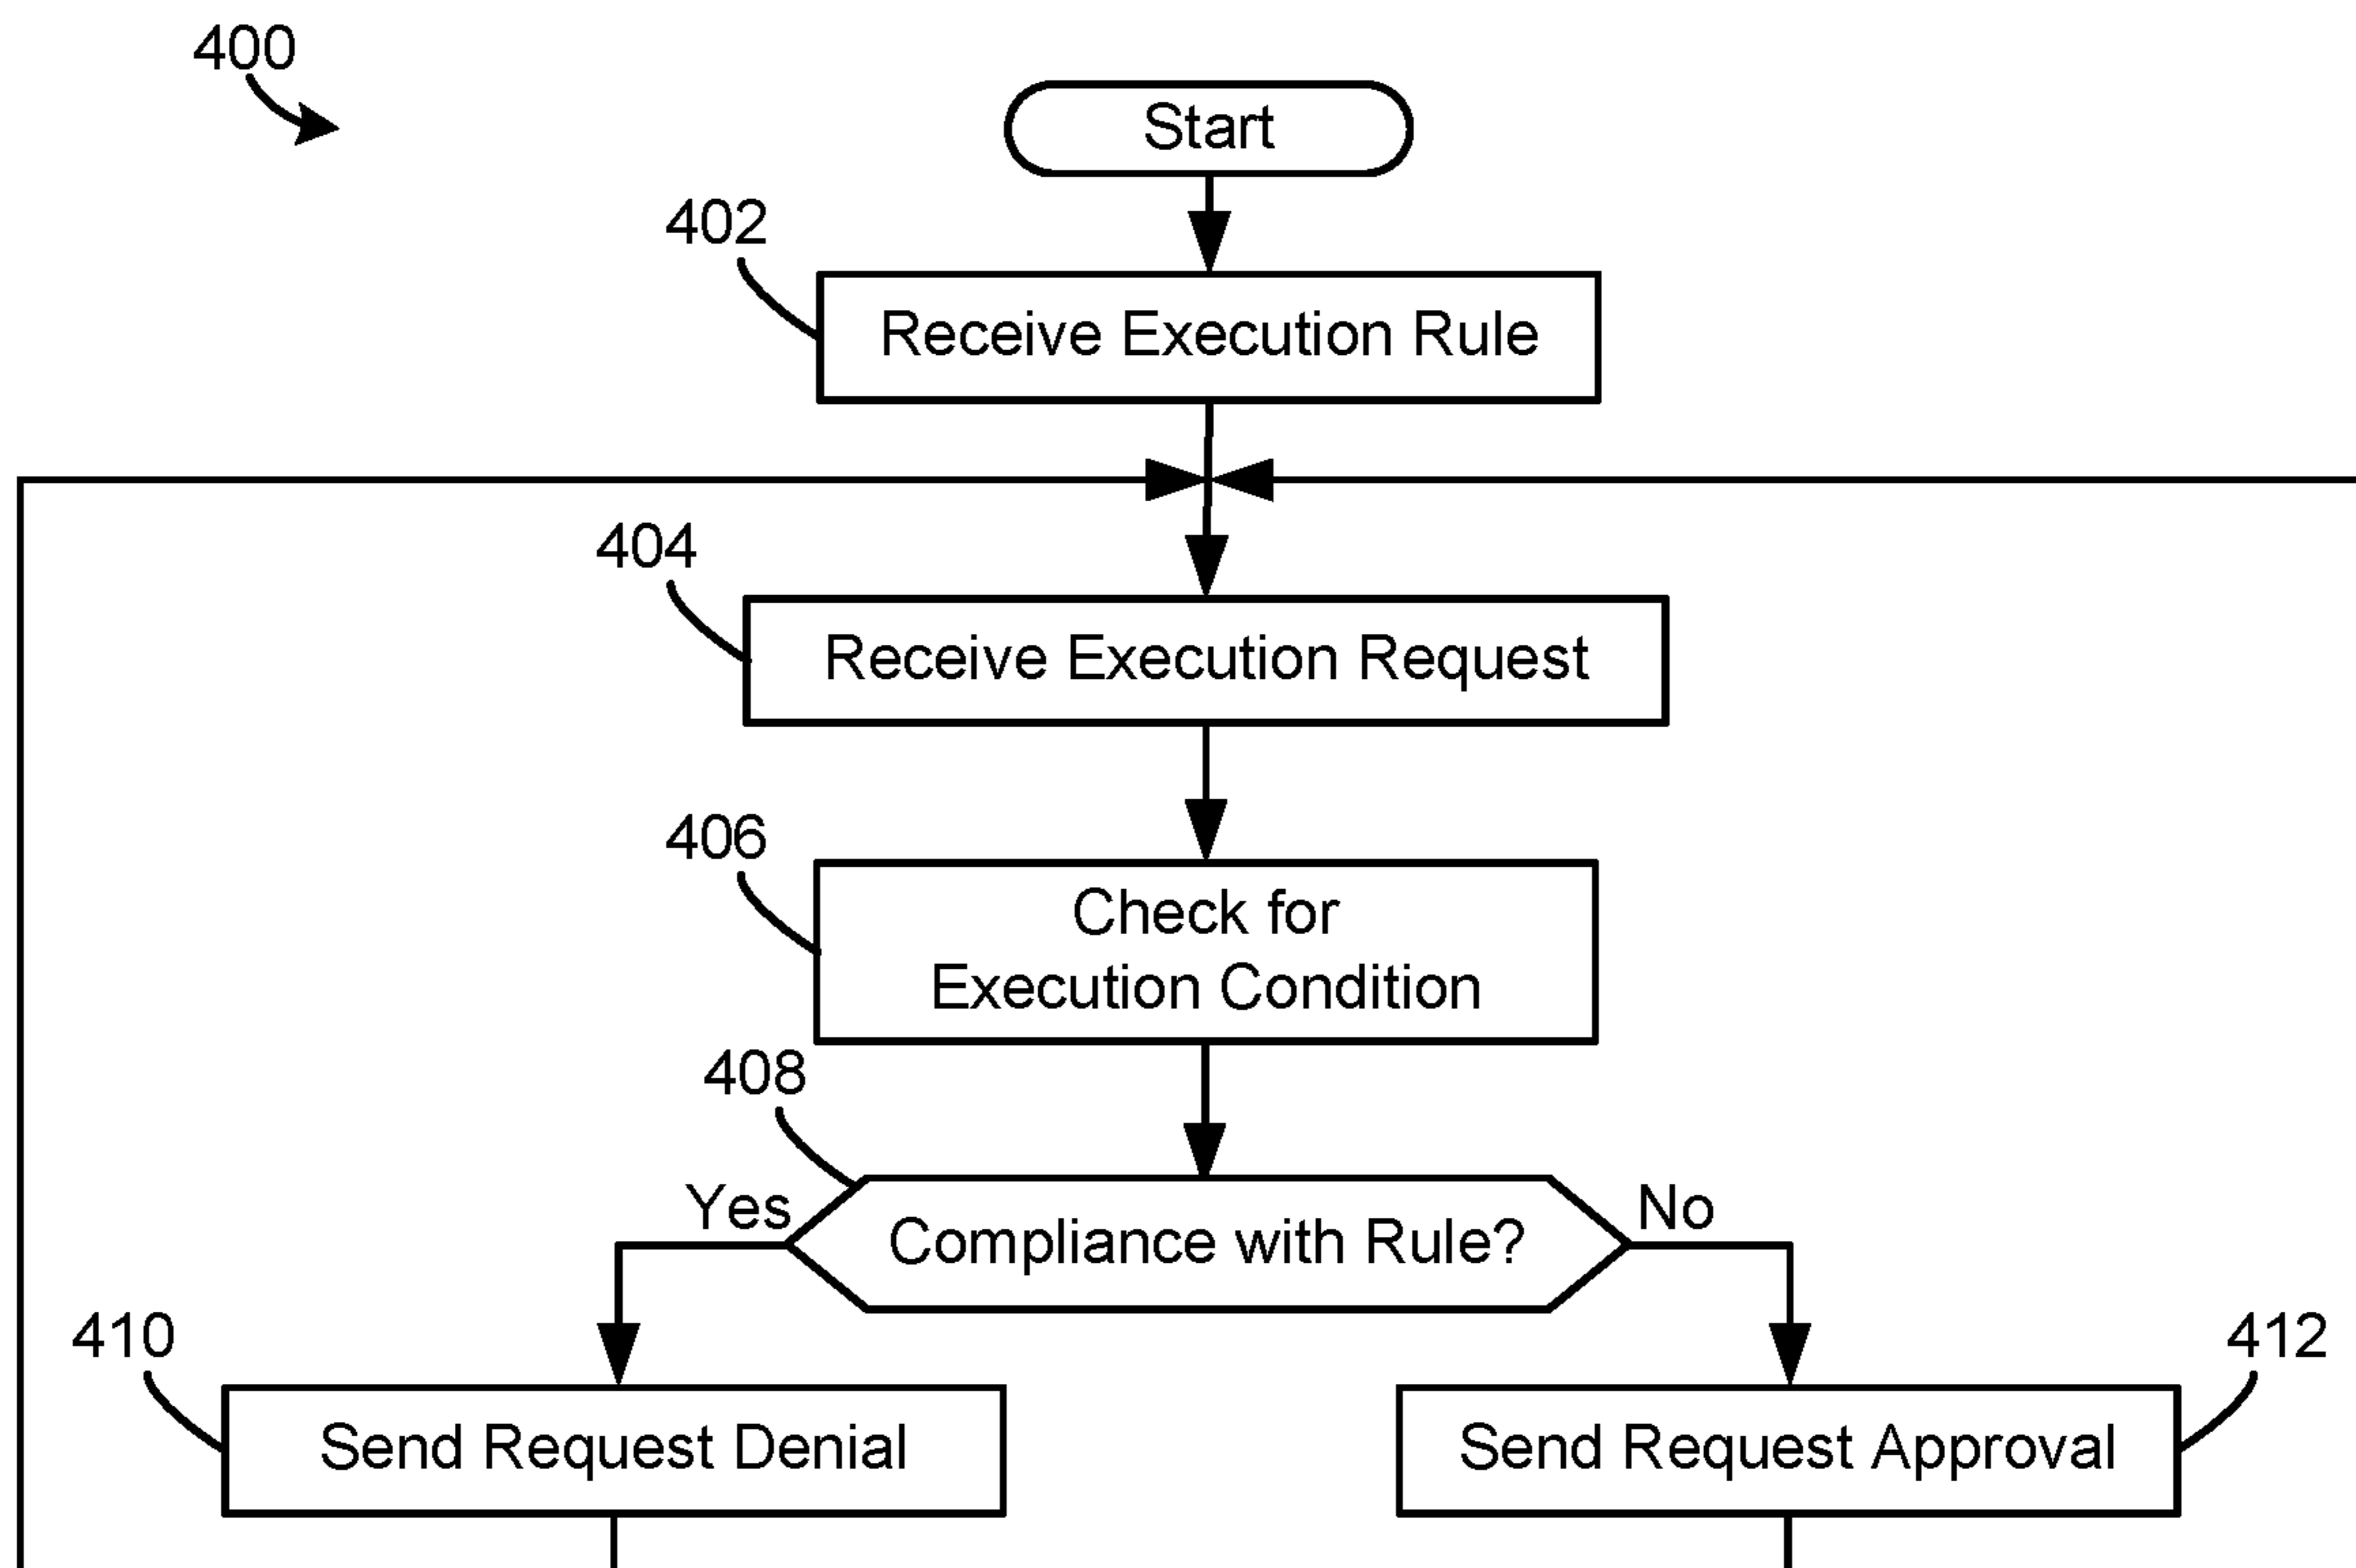 400
Start
402
Receive Execution Rule
404
Receive Execution Request
406
Check for
Execution Condition
408
Yes
Compliance with Rule?
No
410
Send Request Denial
412
Send Request Approval